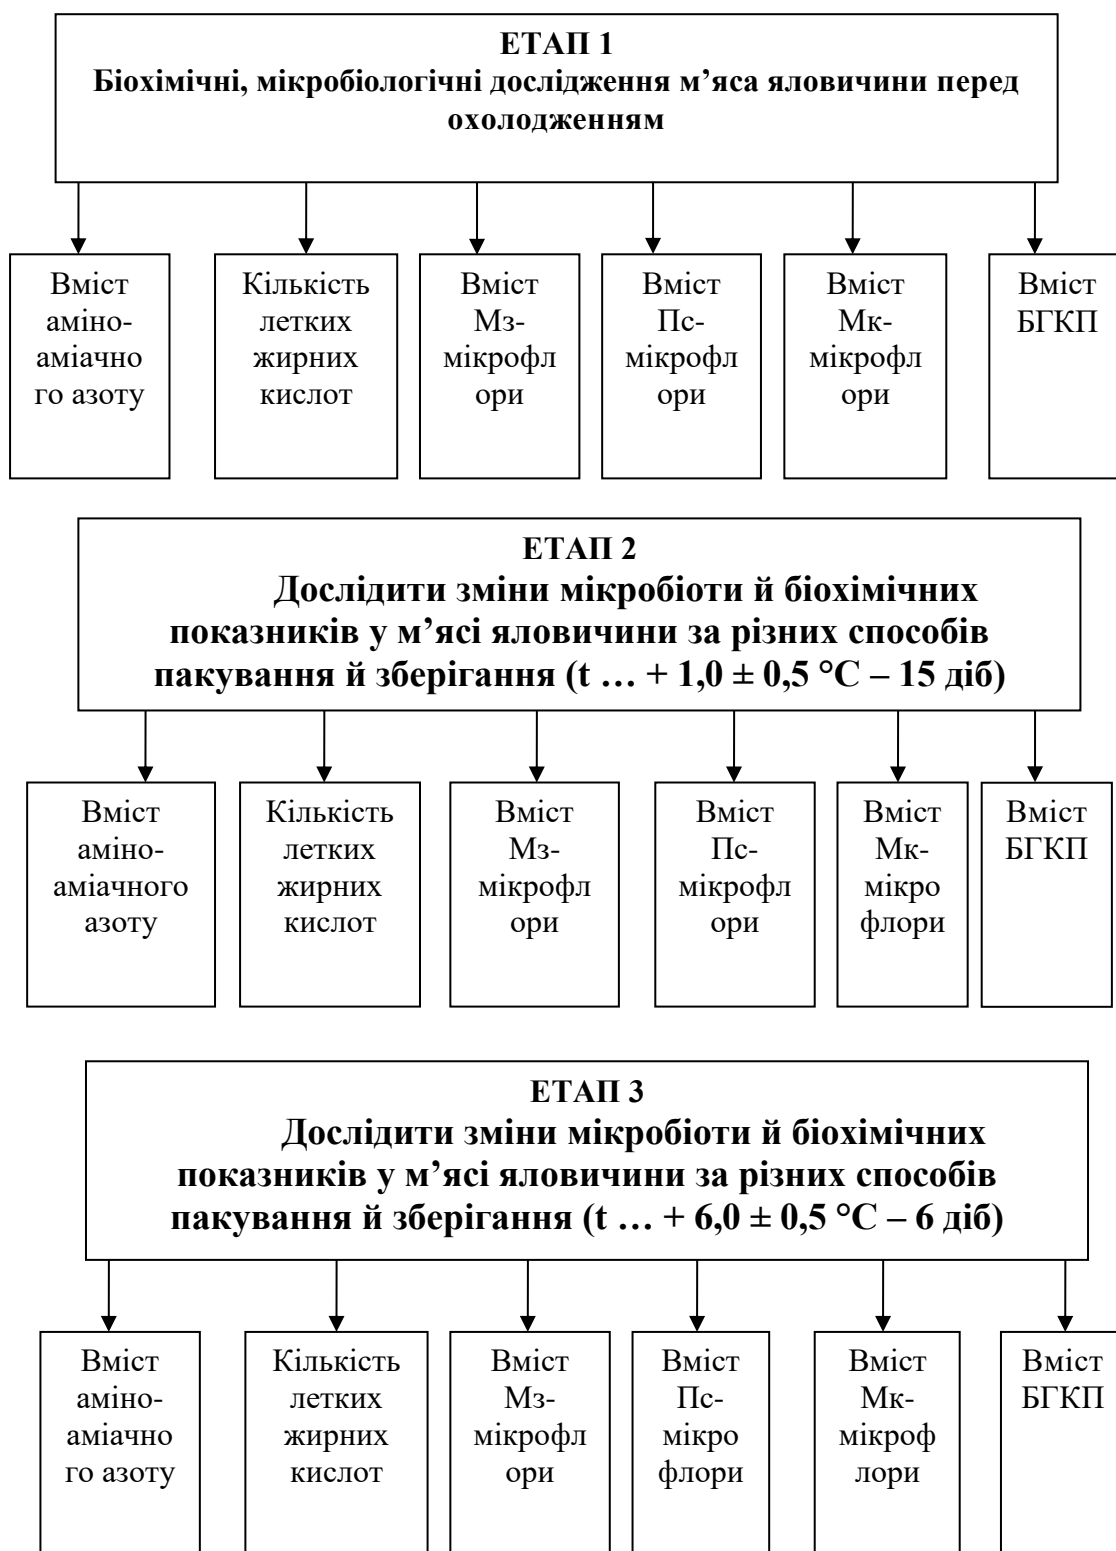 ЕТАП 1
Біохімічні, мікробіологічні дослідження м’яса яловичини перед
охолодженням
Вміст
аміно-
аміачно
го азоту
Кількість
летких
жирних
кислот
Вміст
Мз-
мікрофл
ори
Вміст
Пс-
мікрофл
ори
Вміст
Мк-
мікрофл
ори
Вміст
БГКП
ЕТАП 2
Дослідити зміни мікробіоти й біохімічних
показників у м’ясі яловичини за різних способів
пакування й зберігання (t … + 1,0 ± 0,5 °С – 15 діб)
Вміст
аміно-
аміачного
азоту
Кількість
летких
жирних
кислот
Вміст
Мз-
мікрофл
ори
Вміст
Пс-
мікрофл
ори
Вміст
Мк-
мікро
флори
Вміст
БГКП
ЕТАП 3
Дослідити зміни мікробіоти й біохімічних
показників у м’ясі яловичини за різних способів
пакування й зберігання (t … + 6,0 ± 0,5 °С – 6 діб)
Вміст
аміно-
аміачно
го азоту
Кількість
летких
жирних
кислот
Вміст
Мз-
мікрофл
ори
Вміст
Пс-
мікро
флори
Вміст
Мк-
мікроф
лори
Вміст
БГКП